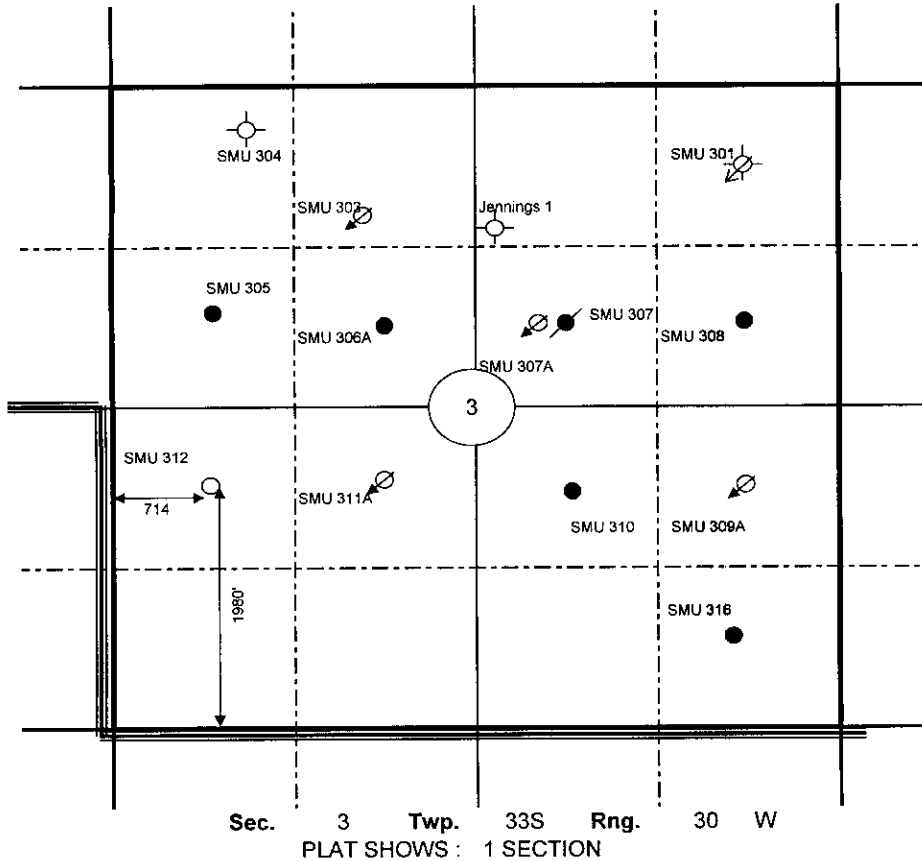 SMU 304
SMU 301
SMU 303
Jennings 1
SMU 305
SMU 306A
SMU 307
SMU 308
SMU 307A
3
SMU 312
714
SMU 311A
SMU 310
SMU 309A
1980'
SMU 316
Sec. 3 Twp. 33S Rng. 30 W
PLAT SHOWS : 1 SECTION